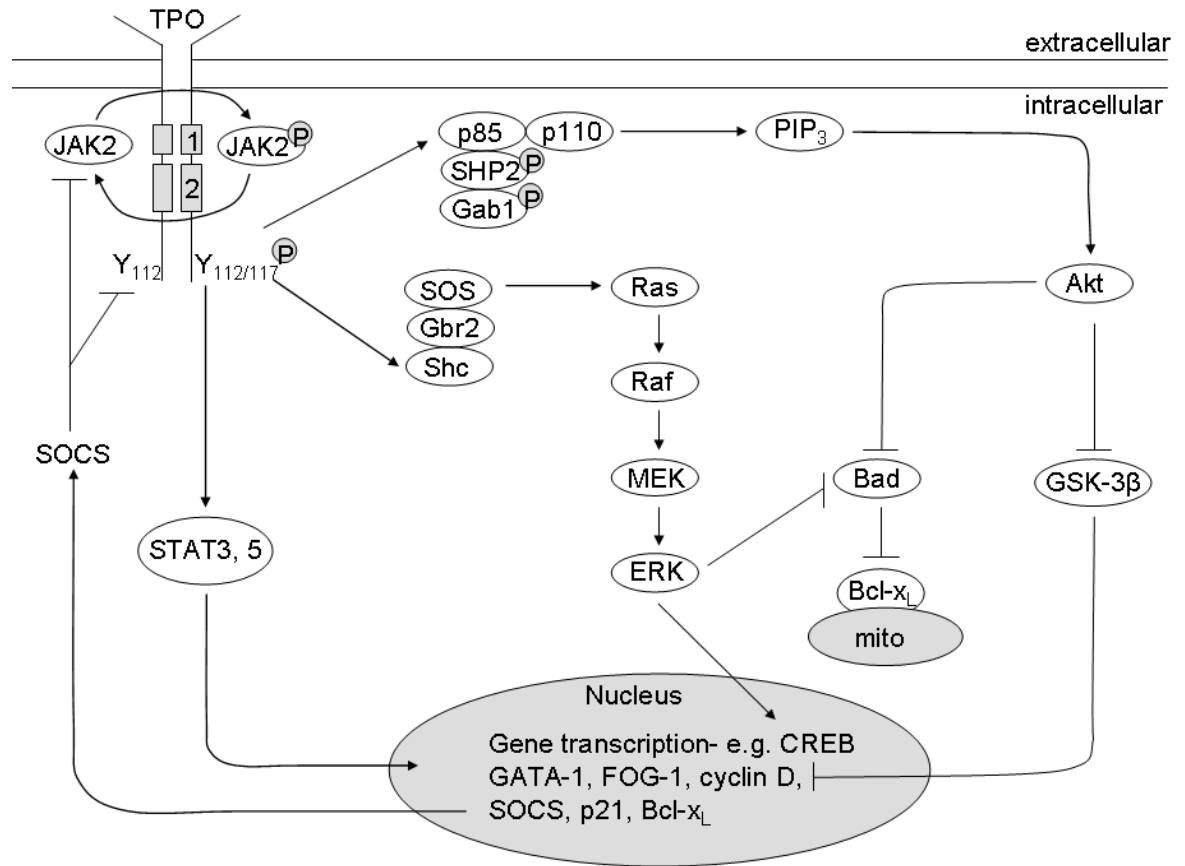 TPO
extracellular
intracellular
JAK2
1
JAK2
P
2
p85
p110
PIP3
SHP2
P
Gab1
P
Y112
Y112/117
P
SOS
Gbr2
Shc
Ras
Akt
Raf
SOCS
MEK
Bad
GSK-3β
STAT3, 5
ERK
Bcl-xL
mito
Nucleus
Gene transcription- e.g. CREB
GATA-1, FOG-1, cyclin D,
SOCS, p21, Bcl-xL